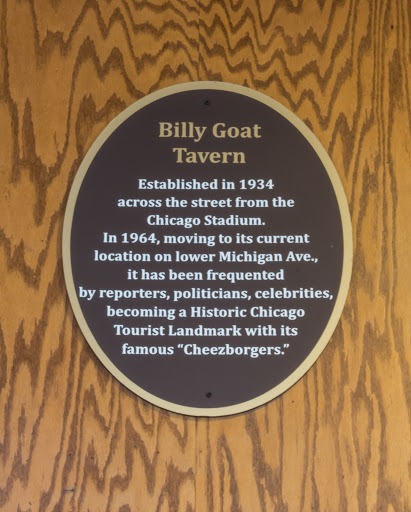 Billy Goat
Tavern
Established in 1934
across the street from the
Chicago Stadium.
In 1964, moving to its current
location on lower Michigan Ave.,
it has been frequented
by reporters, politicians, celebrities,
becoming a Historic Chicago
Tourist Landmark with its
famous “Cheezborgers.”